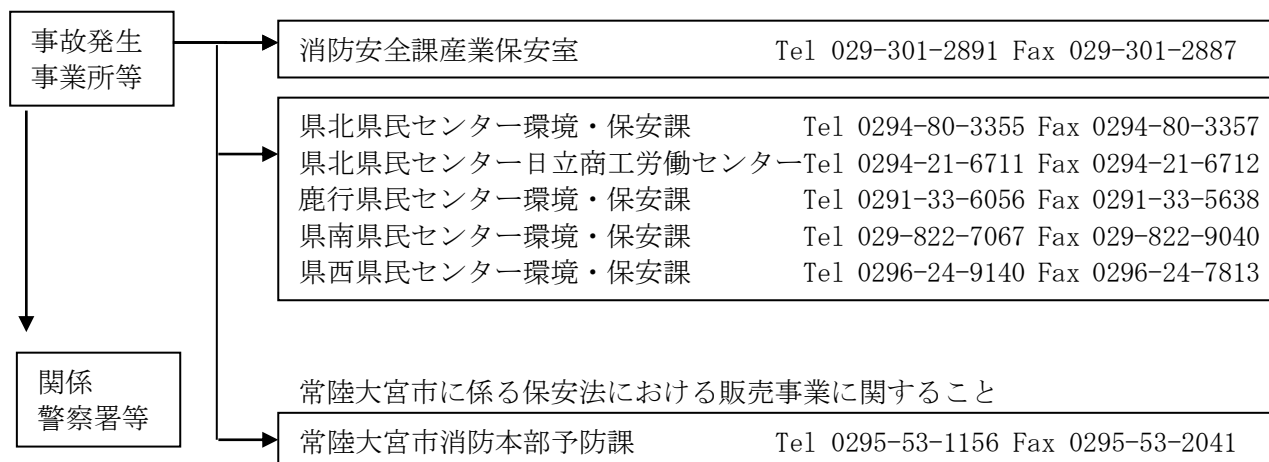 事故発生
事業所等
消防安全課産業保安室 Tel 029-301-2891 Fax 029-301-2887
県北県民センター環境・保安課 Tel 0294-80-3355 Fax 0294-80-3357
県北県民センター日立商工労働センターTel 0294-21-6711 Fax 0294-21-6712
鹿行県民センター環境・保安課 Tel 0291-33-6056 Fax 0291-33-5638
県南県民センター環境・保安課 Tel 029-822-7067 Fax 029-822-9040
県西県民センター環境・保安課 Tel 0296-24-9140 Fax 0296-24-7813
関係
警察署等
常陸大宮市に係る保安法における販売事業に関すること
常陸大宮市消防本部予防課 Tel 0295-53-1156 Fax 0295-53-2041